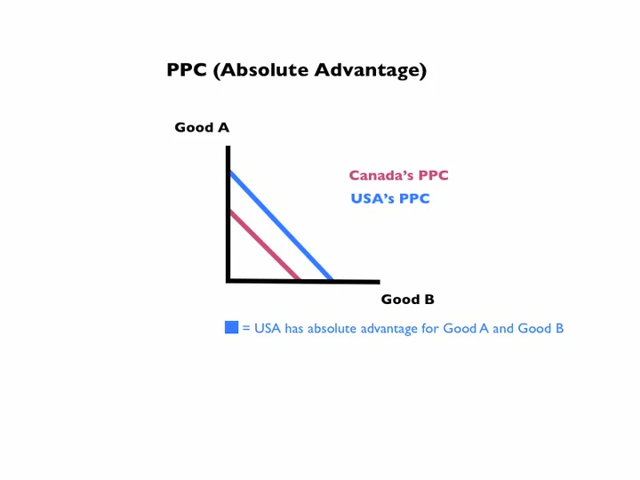 PPC (Absolute Advantage)
Good A
Canada's PPC
USA's PPC
Good B
= USA has absolute advantage for Good A and Good B